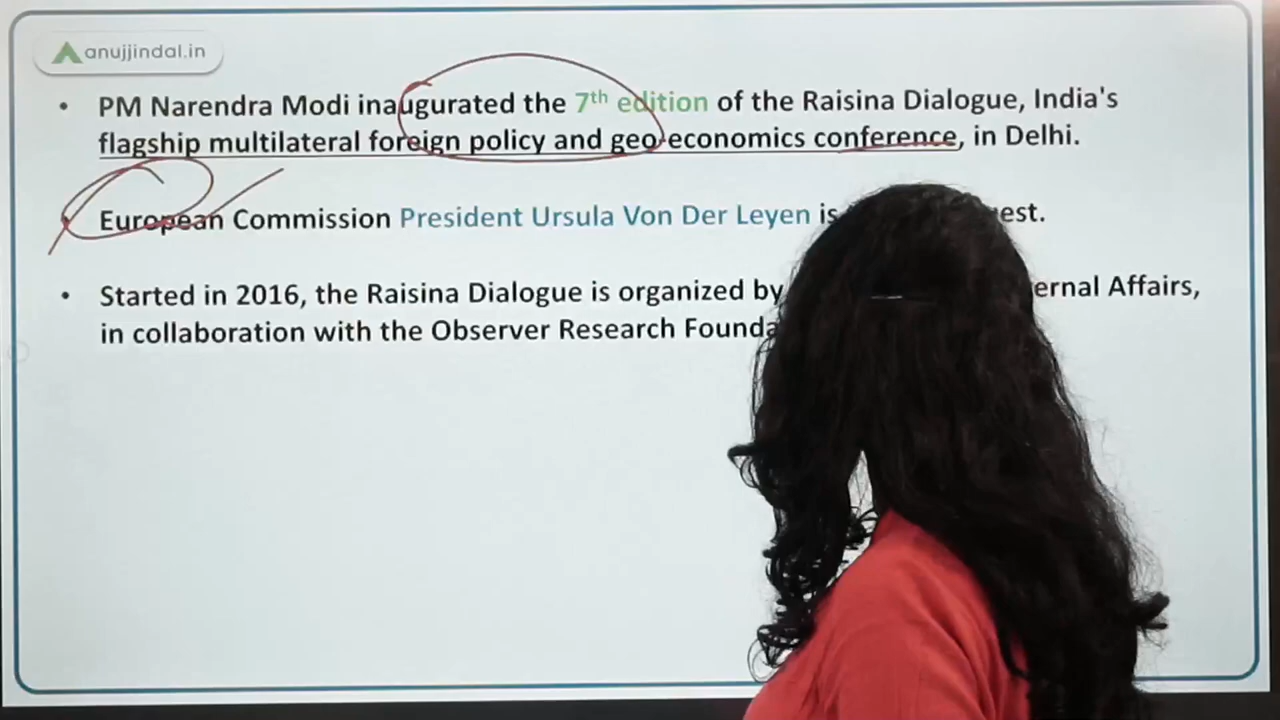 anujjindal.in
• PM Narendra Modi inaugurated the 7th edition of the Raisina Dialogue, India's
flagship multilateral foreign policy and geo-economics conference, in Delhi.
European Commission President Ursula Von Der Leyen is
• Started in 2016, the Raisina Dialogue is organized by Affairs,
in collaboration with the Observer Research